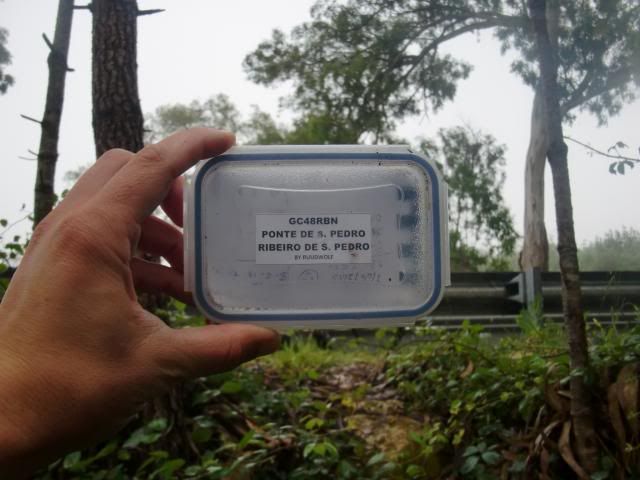 GC48RBN
PONTE DE S. PEDRO
RIBEIRO DE S. PEDRO
BY RUUDWOLF